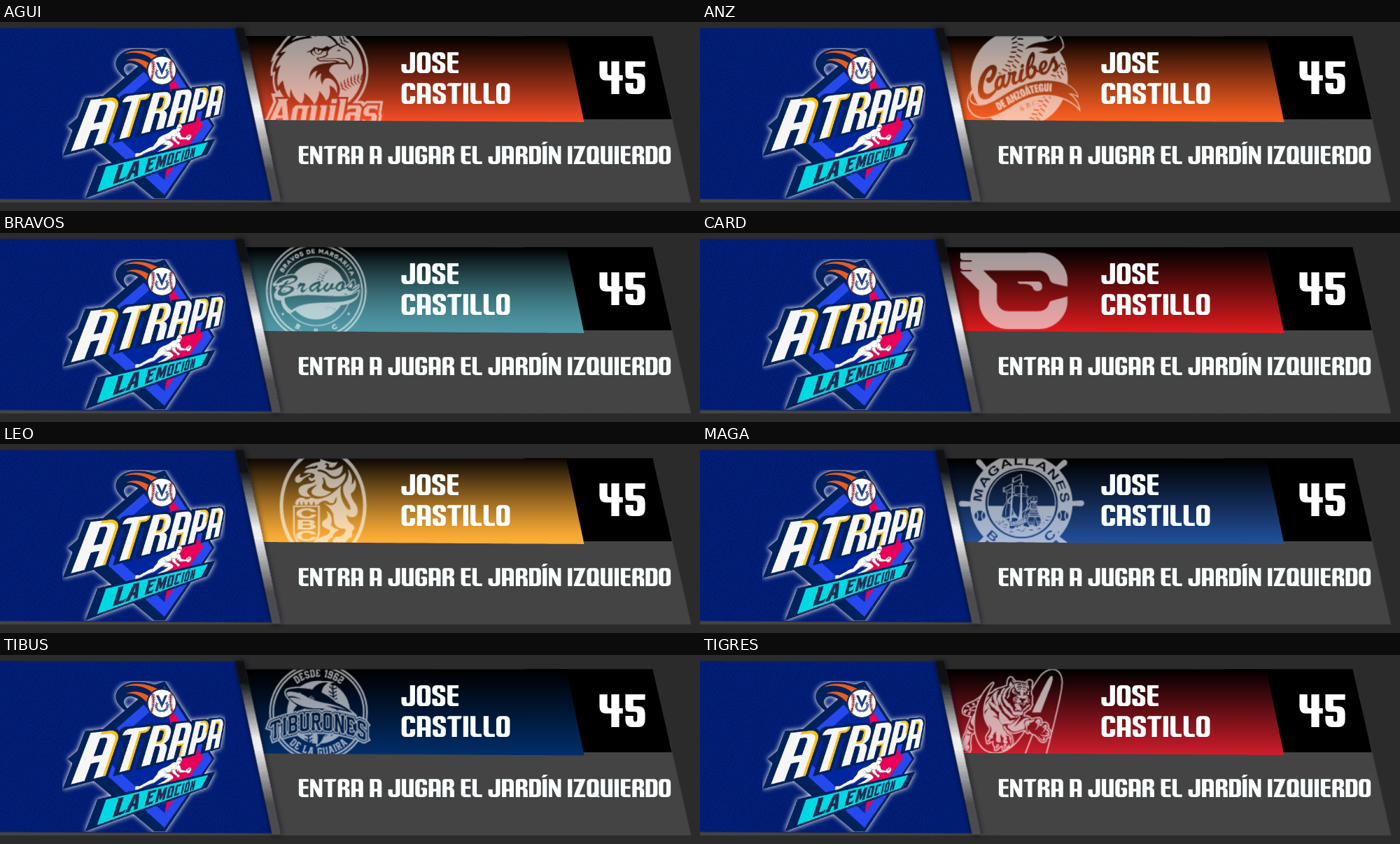 AGUI
ATRAPA
LA EMOCIÓN
Aguilas
JOSE
CASTILLO
45
ENTRA A JUGAR EL JARDÍN IZQUIERDO
ANZ
ATRAPA
LA EMOCIÓN
Caribes
DE ANZOÁTEGUI
JOSE
CASTILLO
45
ENTRA A JUGAR EL JARDÍN IZQUIERDO
BRAVOS
ATRAPA
LA EMOCIÓN
BRAVOS DE MARGARITA
Bravos
JOSE
CASTILLO
45
ENTRA A JUGAR EL JARDÍN IZQUIERDO
CARD
ATRAPA
LA EMOCIÓN
C
JOSE
CASTILLO
45
ENTRA A JUGAR EL JARDÍN IZQUIERDO
LEO
ATRAPA
LA EMOCIÓN
CBC
JOSE
CASTILLO
45
ENTRA A JUGAR EL JARDÍN IZQUIERDO
MAGA
ATRAPA
LA EMOCIÓN
MAGALLANES
JOSE
CASTILLO
45
ENTRA A JUGAR EL JARDÍN IZQUIERDO
TIBUS
ATRAPA
LA EMOCIÓN
DESDE 1962
TIBURONES
DE LA GUAIRA
JOSE
CASTILLO
45
ENTRA A JUGAR EL JARDÍN IZQUIERDO
TIGRES
ATRAPA
LA EMOCIÓN
JOSE
CASTILLO
45
ENTRA A JUGAR EL JARDÍN IZQUIERDO